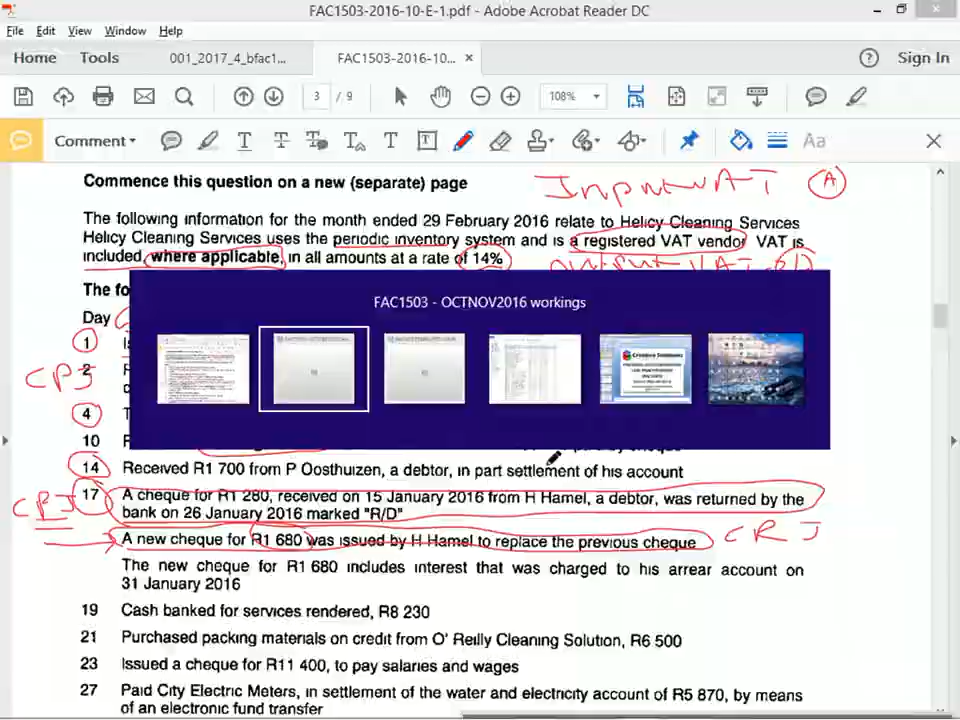 FAC1503-2016-10-E-1.pdf - Adobe Acrobat Reader DC
File Edit View Window Help
Home Tools 001_2017_4_bfac1... FAC1503-2016-10... × Sign In
3 / 9 108%
Comment
Commence this question on a new (separate) page
Input VAT (A)
The following information for the month ended 29 February 2016 relate to Helicy Cleaning Services
Helicy Cleaning Services uses the periodic inventory system and is a registered VAT vendor VAT is
included, where applicable, in all amounts at a rate of 14%
output VAT
The fo
FAC1503 - OCTNOV2016 workings
Day
1
2
CPJ
4
10
14 Received R1 700 from P Oosthuizen, a debtor, in part settlement of his account
CPJ
17 A cheque for R1 280, received on 15 January 2016 from H Hamel, a debtor, was returned by the
bank on 26 January 2016 marked "R/D"
A new cheque for R1 680 was issued by H Hamel to replace the previous cheque CRJ
The new cheque for R1 680 includes interest that was charged to his arrear account on
31 January 2016
19 Cash banked for services rendered, R8 230
21 Purchased packing materials on credit from O' Reilly Cleaning Solution, R6 500
23 Issued a cheque for R11 400, to pay salaries and wages
27 Paid City Electric Meters, in settlement of the water and electricity account of R5 870, by means
of an electronic fund transfer